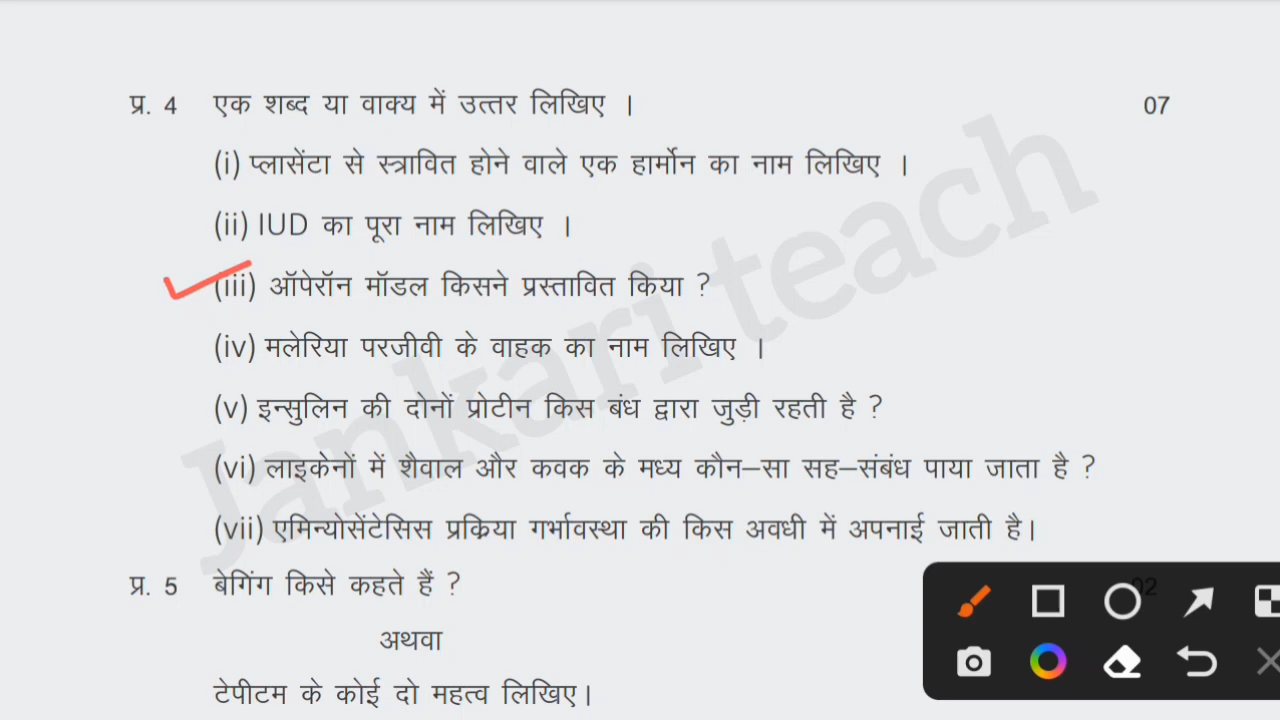 प्र. 4 एक शब्द या वाक्य में उत्तर लिखिए । 07
(i) प्लासेंटा से स्त्रावित होने वाले एक हार्मोन का नाम लिखिए ।
(ii) IUD का पूरा नाम लिखिए ।
(iii) ऑपेरॉन मॉडल किसने प्रस्तावित किया ?
(iv) मलेरिया परजीवी के वाहक का नाम लिखिए ।
(v) इन्सुलिन की दोनों प्रोटीन किस बंध द्वारा जुड़ी रहती है ?
(vi) लाइकेनों में शैवाल और कवक के मध्य कौन–सा सह–संबंध पाया जाता है ?
(vii) एमिन्योसेंटेसिस प्रक्रिया गर्भावस्था की किस अवधी में अपनाई जाती है।
प्र. 5 बेगिंग किसे कहते हैं ? 02
अथवा
टेपीटम के कोई दो महत्व लिखिए।
Jankari teach